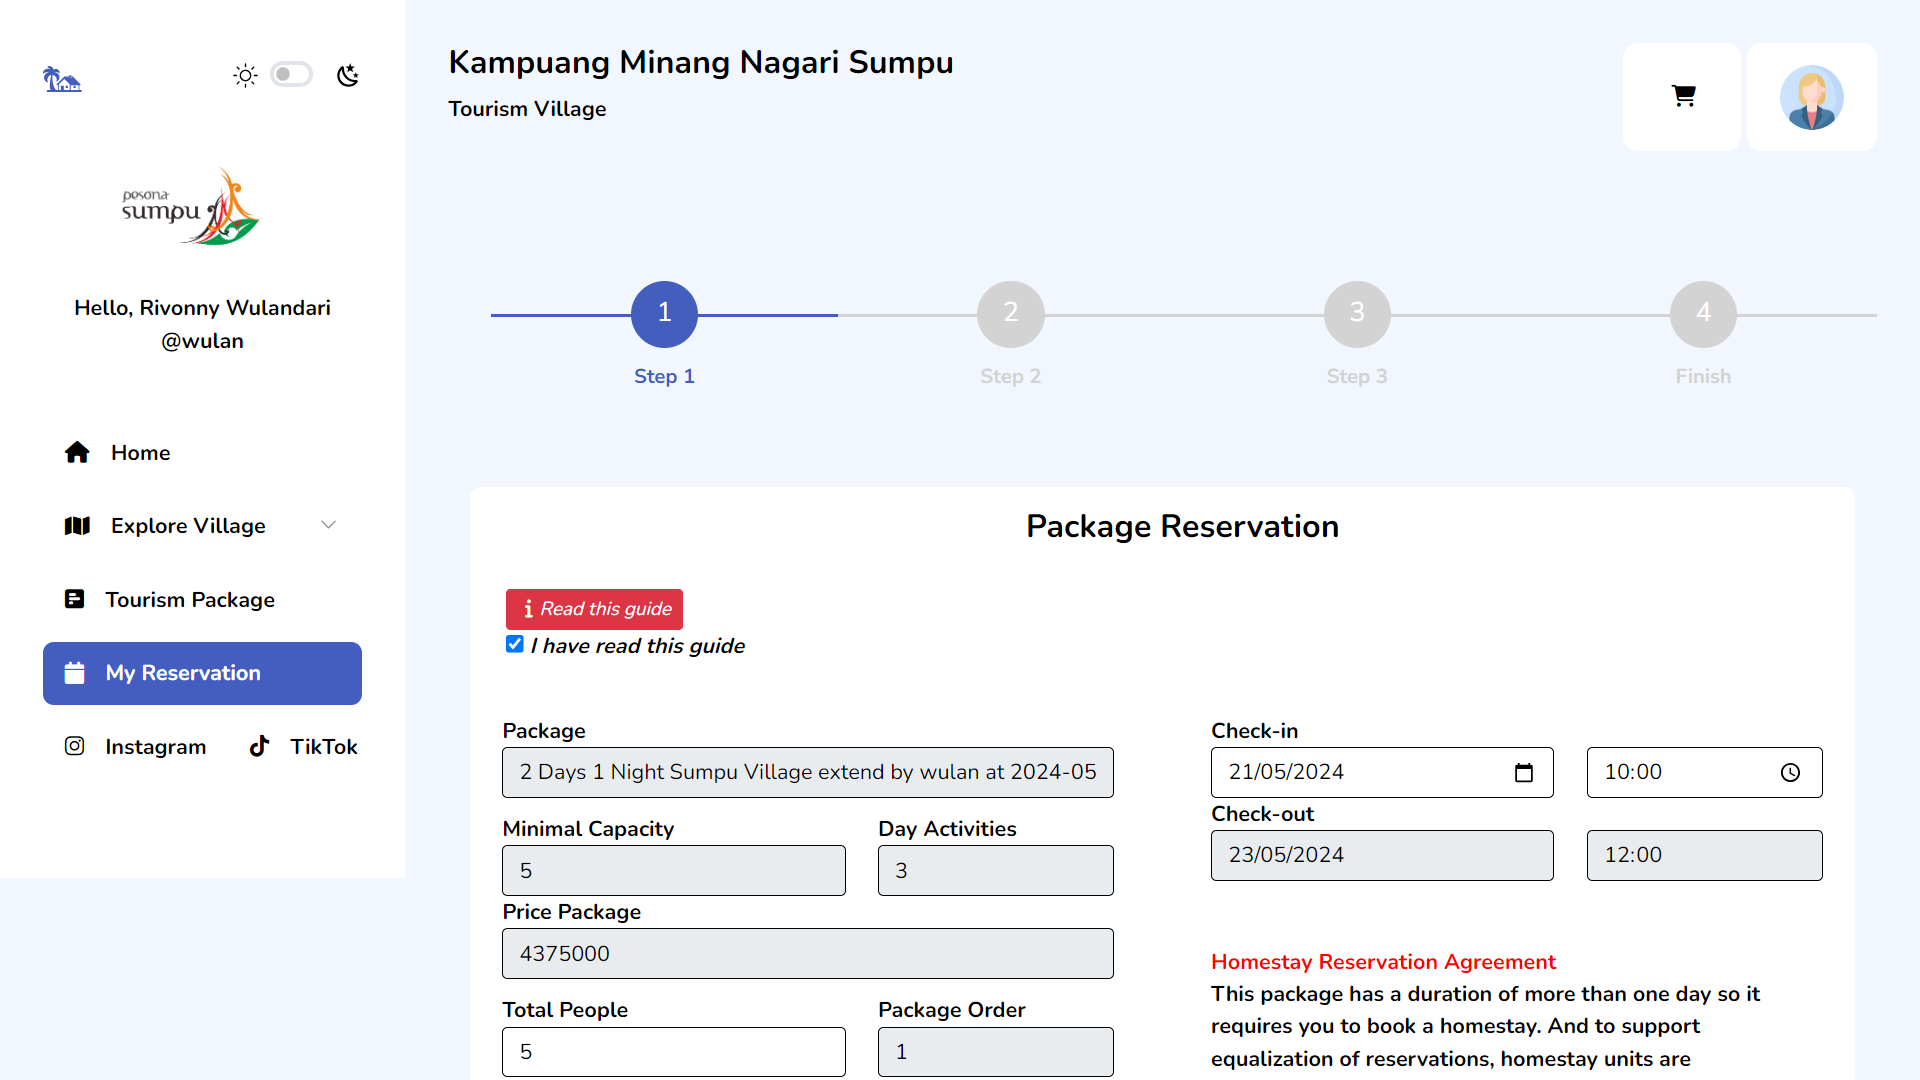 Kampuang Minang Nagari Sumpu
Tourism Village
pesona
sumpu
Hello, Rivonny Wulandari
@wulan
Home
Explore Village
Tourism Package
My Reservation
Instagram
TikTok
1
2
3
4
Step 1
Step 2
Step 3
Finish
Package Reservation
Read this guide
I have read this guide
Package
2 Days 1 Night Sumpu Village extend by wulan at 2024-05
Minimal Capacity
Day Activities
5
3
Price Package
4375000
Total People
Package Order
5
1
Check-in
21/05/2024
10:00
Check-out
23/05/2024
12:00
Homestay Reservation Agreement
This package has a duration of more than one day so it
requires you to book a homestay. And to support
equalization of reservations, homestay units are